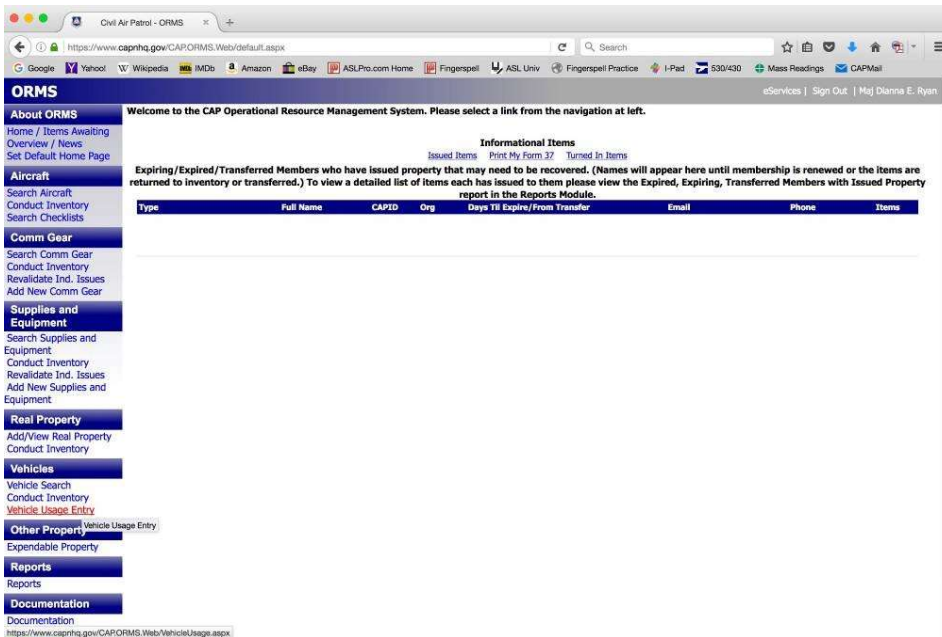 Civil Air Patrol - ORMS
https://www.capnhq.gov/CAP.ORMS.Web/default.aspx
Search
Google Yahoo! Wikipedia IMDb Amazon eBay ASLPro.com Home Fingerspell ASL Univ Fingerspell Practice I-Pad 530/430 Mass Readings CAPMail
ORMS
eServices | Sign Out | Maj Dianna E. Ryan
About ORMS
Home / Items Awaiting
Overview / News
Set Default Home Page
Aircraft
Search Aircraft
Conduct Inventory
Search Checklists
Comm Gear
Search Comm Gear
Conduct Inventory
Revalidate Ind. Issues
Add New Comm Gear
Supplies and
Equipment
Search Supplies and
Equipment
Conduct Inventory
Revalidate Ind. Issues
Add New Supplies and
Equipment
Real Property
Add/View Real Property
Conduct Inventory
Vehicles
Vehicle Search
Conduct Inventory
Vehicle Usage Entry
Vehicle Usage Entry
Other Property
Expendable Property
Reports
Reports
Documentation
Documentation
https://www.capnhq.gov/CAP.ORMS.Web/VehicleUsage.aspx
Welcome to the CAP Operational Resource Management System. Please select a link from the navigation at left.
Informational Items
Issued Items Print My Form 37 Turned In Items
Expiring/Expired/Transferred Members who have issued property that may need to be recovered. (Names will appear here until membership is renewed or the items are
returned to inventory or transferred.) To view a detailed list of items each has issued to them please view the Expired, Expiring, Transferred Members with Issued Property
report in the Reports Module.
Type Full Name CAPID Org Days Til Expire/From Transfer Email Phone Items